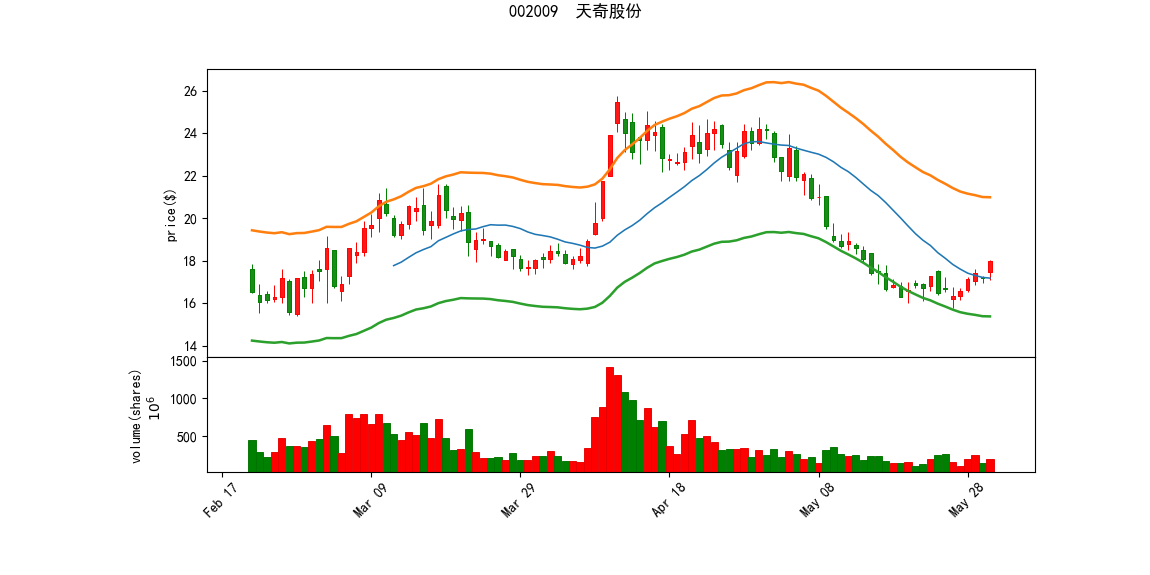 002009  天奇股份
price($)
26
24
22
20
18
16
14
volume(shares)
10^6
1500
1000
500
Feb 17
Mar 09
Mar 29
Apr 18
May 08
May 28